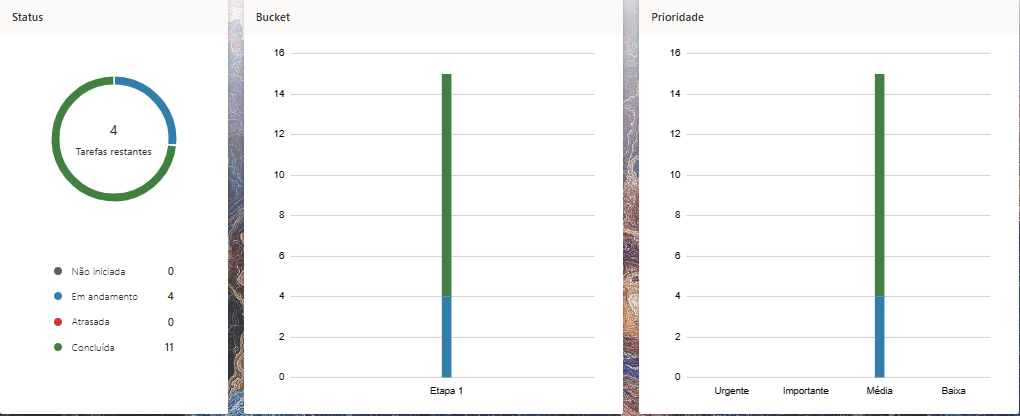 Status
4
Tarefas restantes
Não iniciada 0
Em andamento 4
Atrasada 0
Concluída 11
Bucket
16
14
12
10
8
6
4
2
0
Etapa 1
Prioridade
16
14
12
10
8
6
4
2
0
Urgente Importante Média Baixa